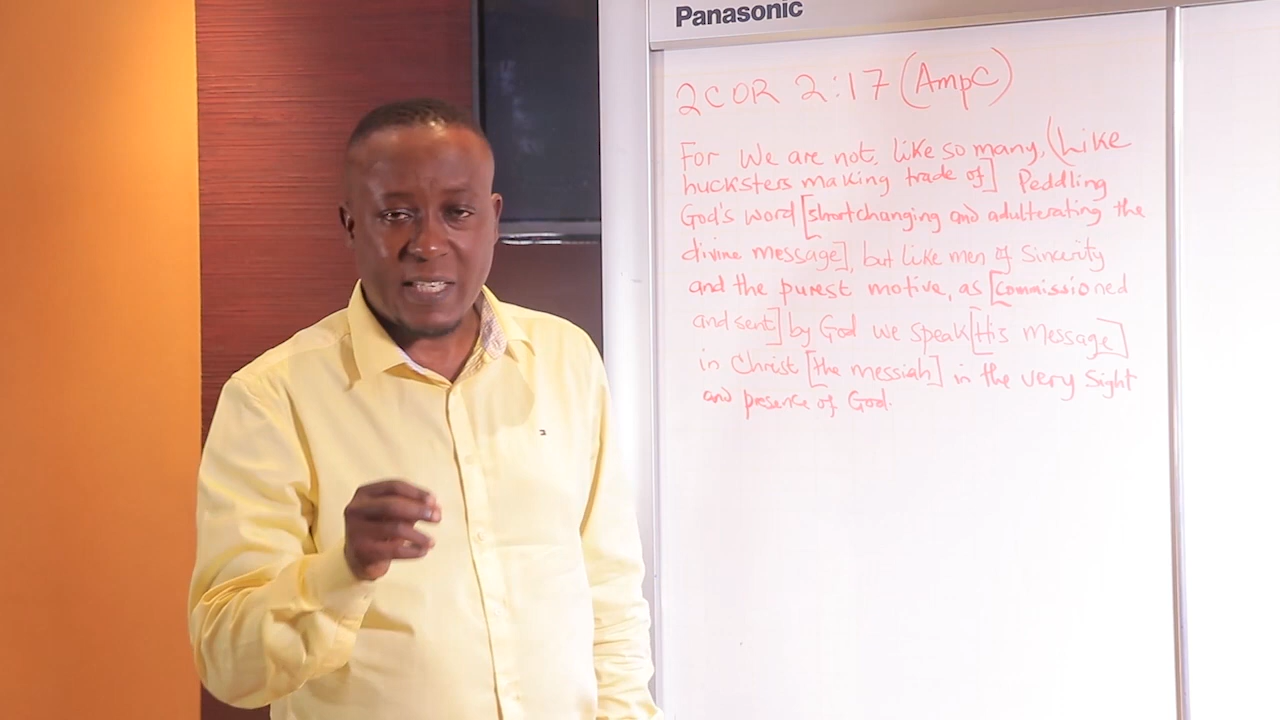 Panasonic
2COR 2:17 (AmpC)
For We are not, like so many, (Like
hucksters making trade of] Peddling
God's word [shortchanging and adulterating the
divine message], but like men of Sincerity
and the purest motive, as [commissioned
and sent] by God we speak [His message]
in Christ [the messiah] in the very Sight
and presence of God.